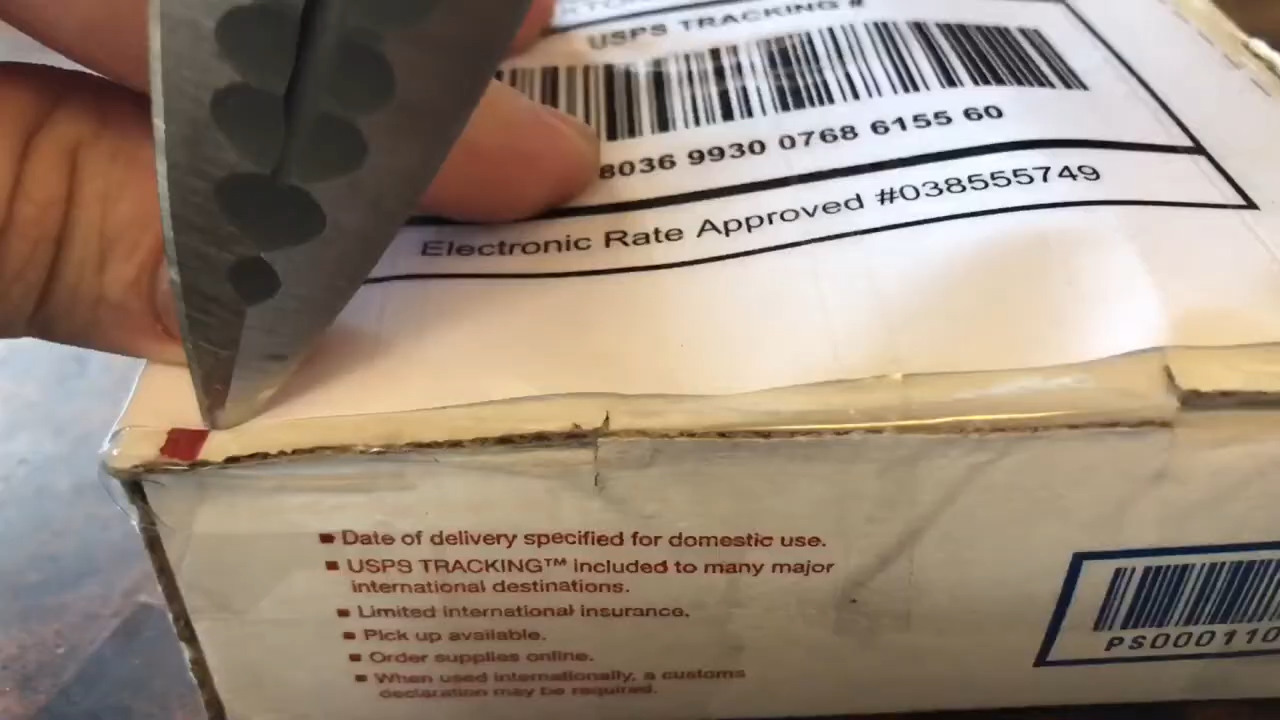 USPS TRACKING #
8036 9930 0768 6155 60
Electronic Rate Approved #038555749
▪ Date of delivery specified for domestic use.
▪ USPS TRACKING™ included to many major
international destinations.
▪ Limited international insurance.
▪ Pick up available.
▪ Order supplies online.
▪ When used internationally, a customs
declaration may be required.
PS000110